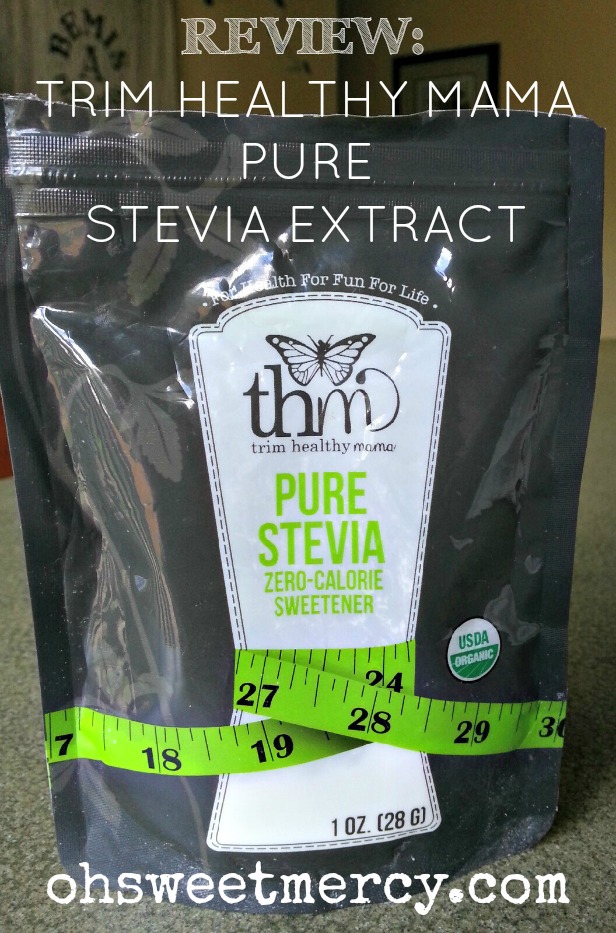 BEMIS
A
REVIEW:
TRIM HEALTHY MAMA
PURE
STEVIA EXTRACT
• For Health For Fun For Life •
thm
trim healthy mama
PURE
STEVIA
ZERO-CALORIE
SWEETENER
USDA
ORGANIC
27 24
7 18 19 28 29 30
1 OZ. (28 G)
ohsweetmercy.com